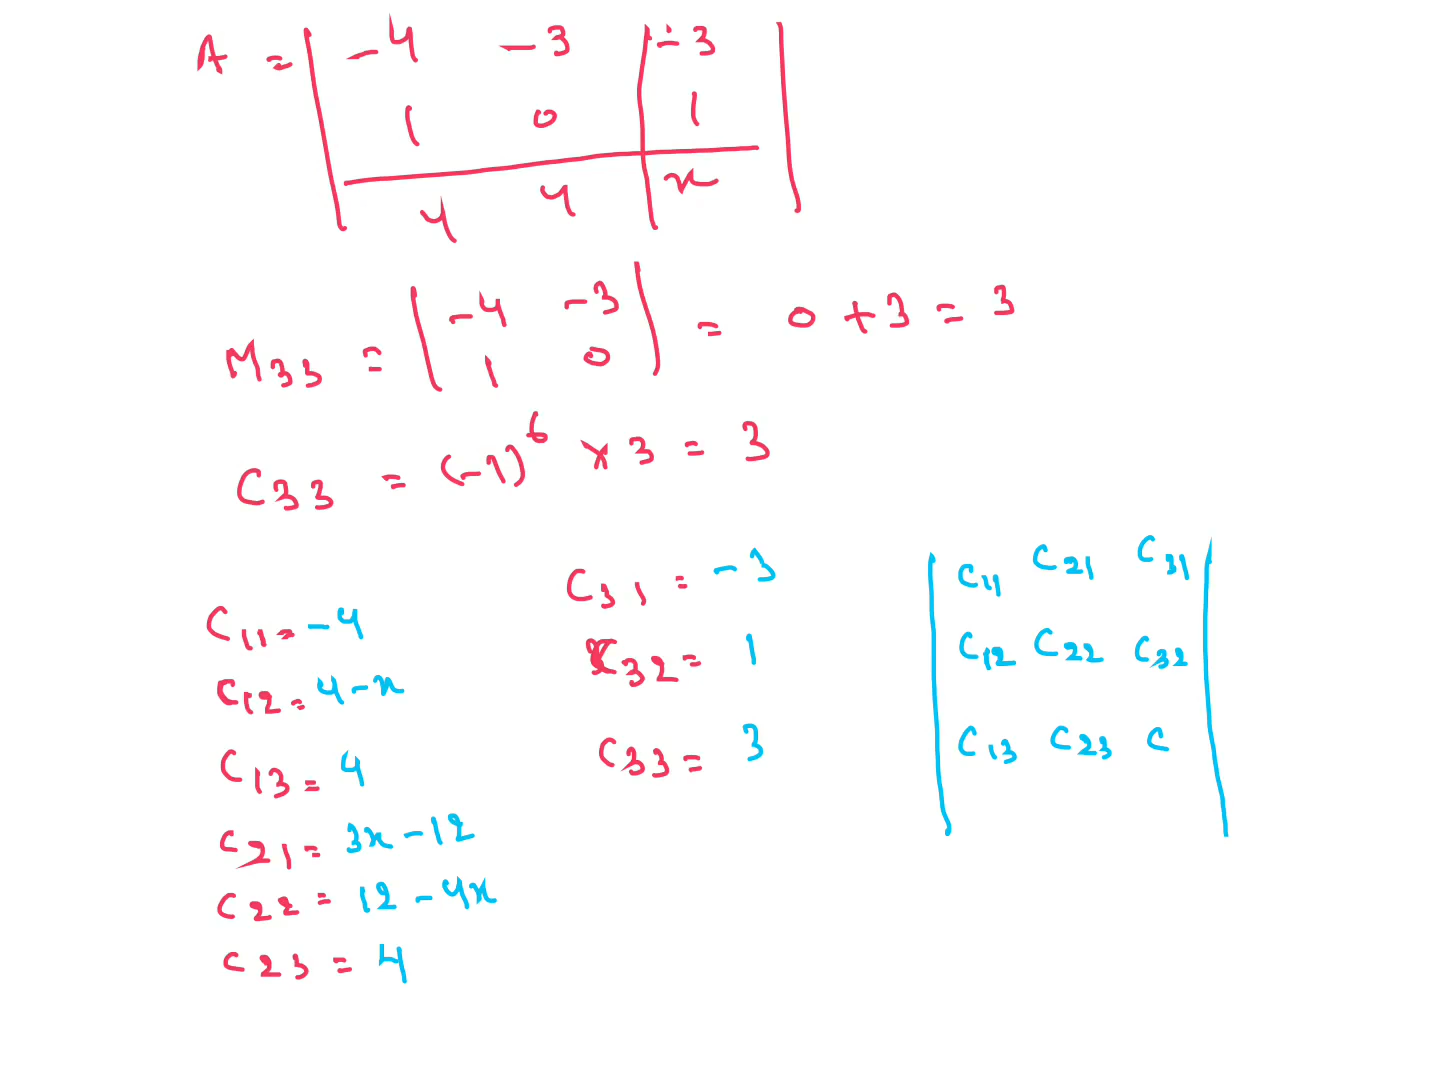 A = | -4 -3 -3 |
1 0 1
4 4 x
M33 = | -4 -3 | = 0 + 3 = 3
1 0
C33 = (-1)^6 × 3 = 3
C11 = -4
C12 = 4 - x
C13 = 4
C21 = 3x - 12
C22 = 12 - 4x
C23 = 4
C31 = -3
C32 = 1
C33 = 3
C11 C21 C31
C12 C22 C32
C13 C23 C